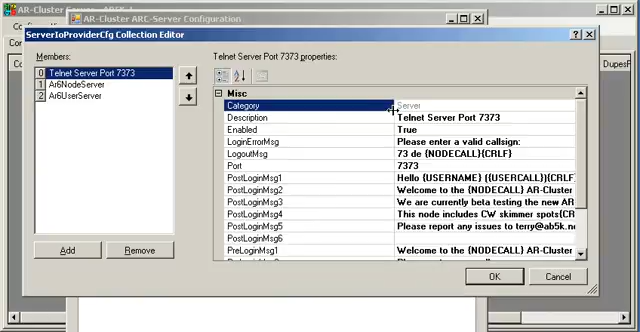 AR-Cluster Server
AR-Cluster ARC-Server Configuration
ServerIoProviderCfg Collection Editor
Members:
0 Telnet Server Port 7373
1 Ar6NodeServer
2 Ar6UserServer
Add
Remove
Telnet Server Port 7373 properties:
Misc
Category Server
Description Telnet Server Port 7373
Enabled True
LoginErrorMsg Please enter a valid callsign:
LogoutMsg 73 de {NODECALL}{CRLF}
Port 7373
PostLoginMsg1 Hello {USERNAME} ({USERCALL}){CRLF}
PostLoginMsg2 Welcome to the {NODECALL} AR-Cluster
PostLoginMsg3 We are currently beta testing the new AR
PostLoginMsg4 This node includes CW skimmer spots{CR
PostLoginMsg5 Please report any issues to terry@ab5k.n
PostLoginMsg6
PreLoginMsg1 Welcome to the {NODECALL} AR-Cluster
OK
Cancel
DupesF